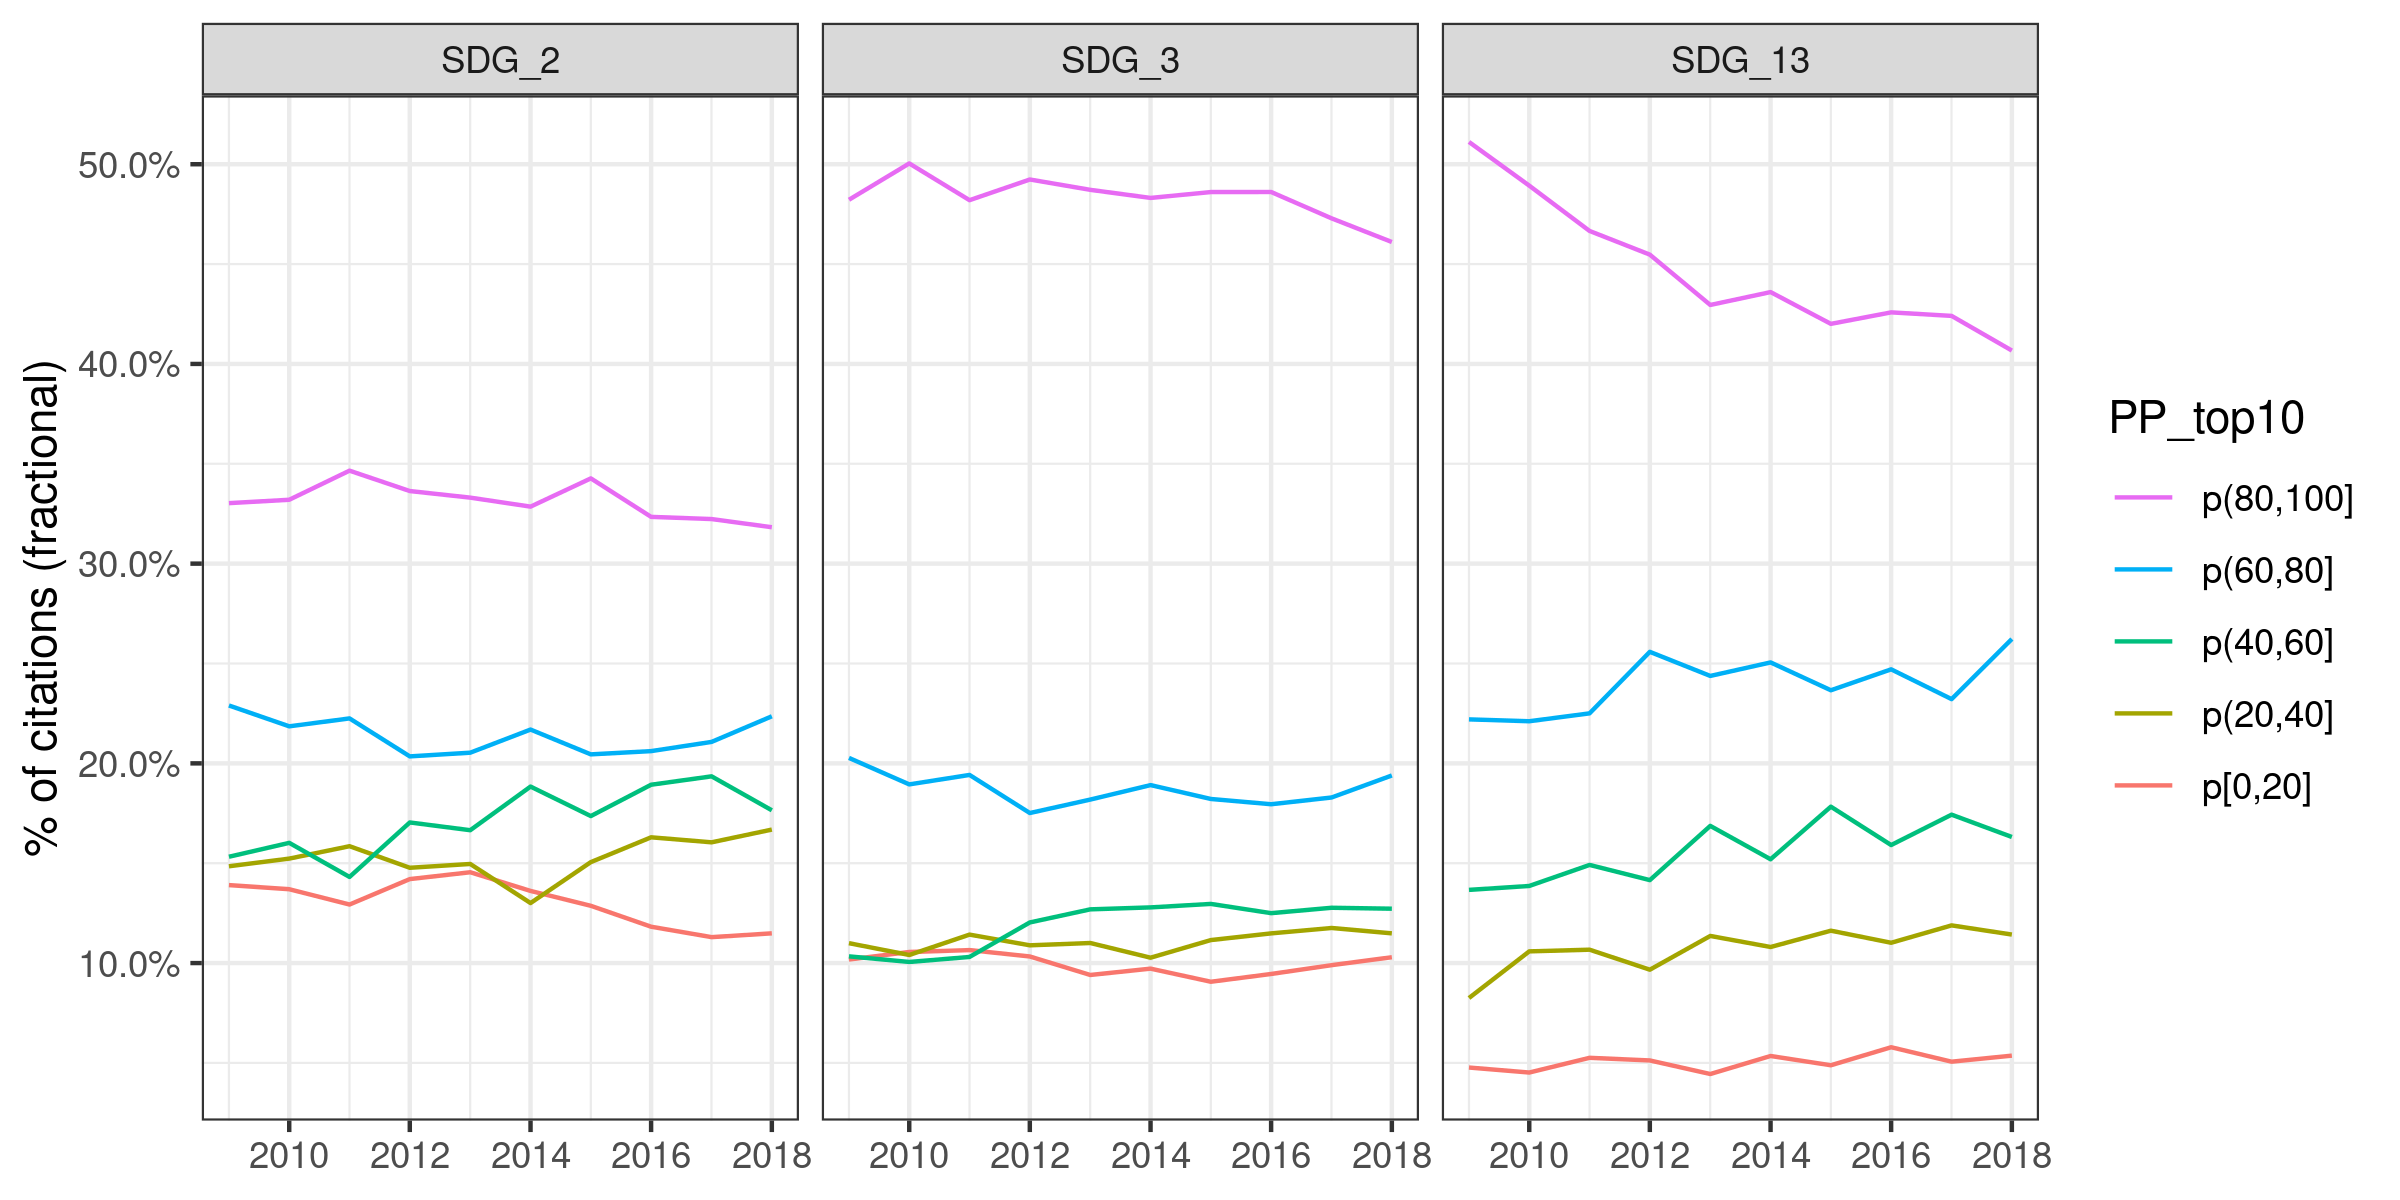 SDG_2
SDG_3
SDG_13
% of citations (fractional)
50.0%
40.0%
30.0%
20.0%
10.0%
2010 2012 2014 2016 2018
2010 2012 2014 2016 2018
2010 2012 2014 2016 2018
PP_top10
p(80,100]
p(60,80]
p(40,60]
p(20,40]
p[0,20]